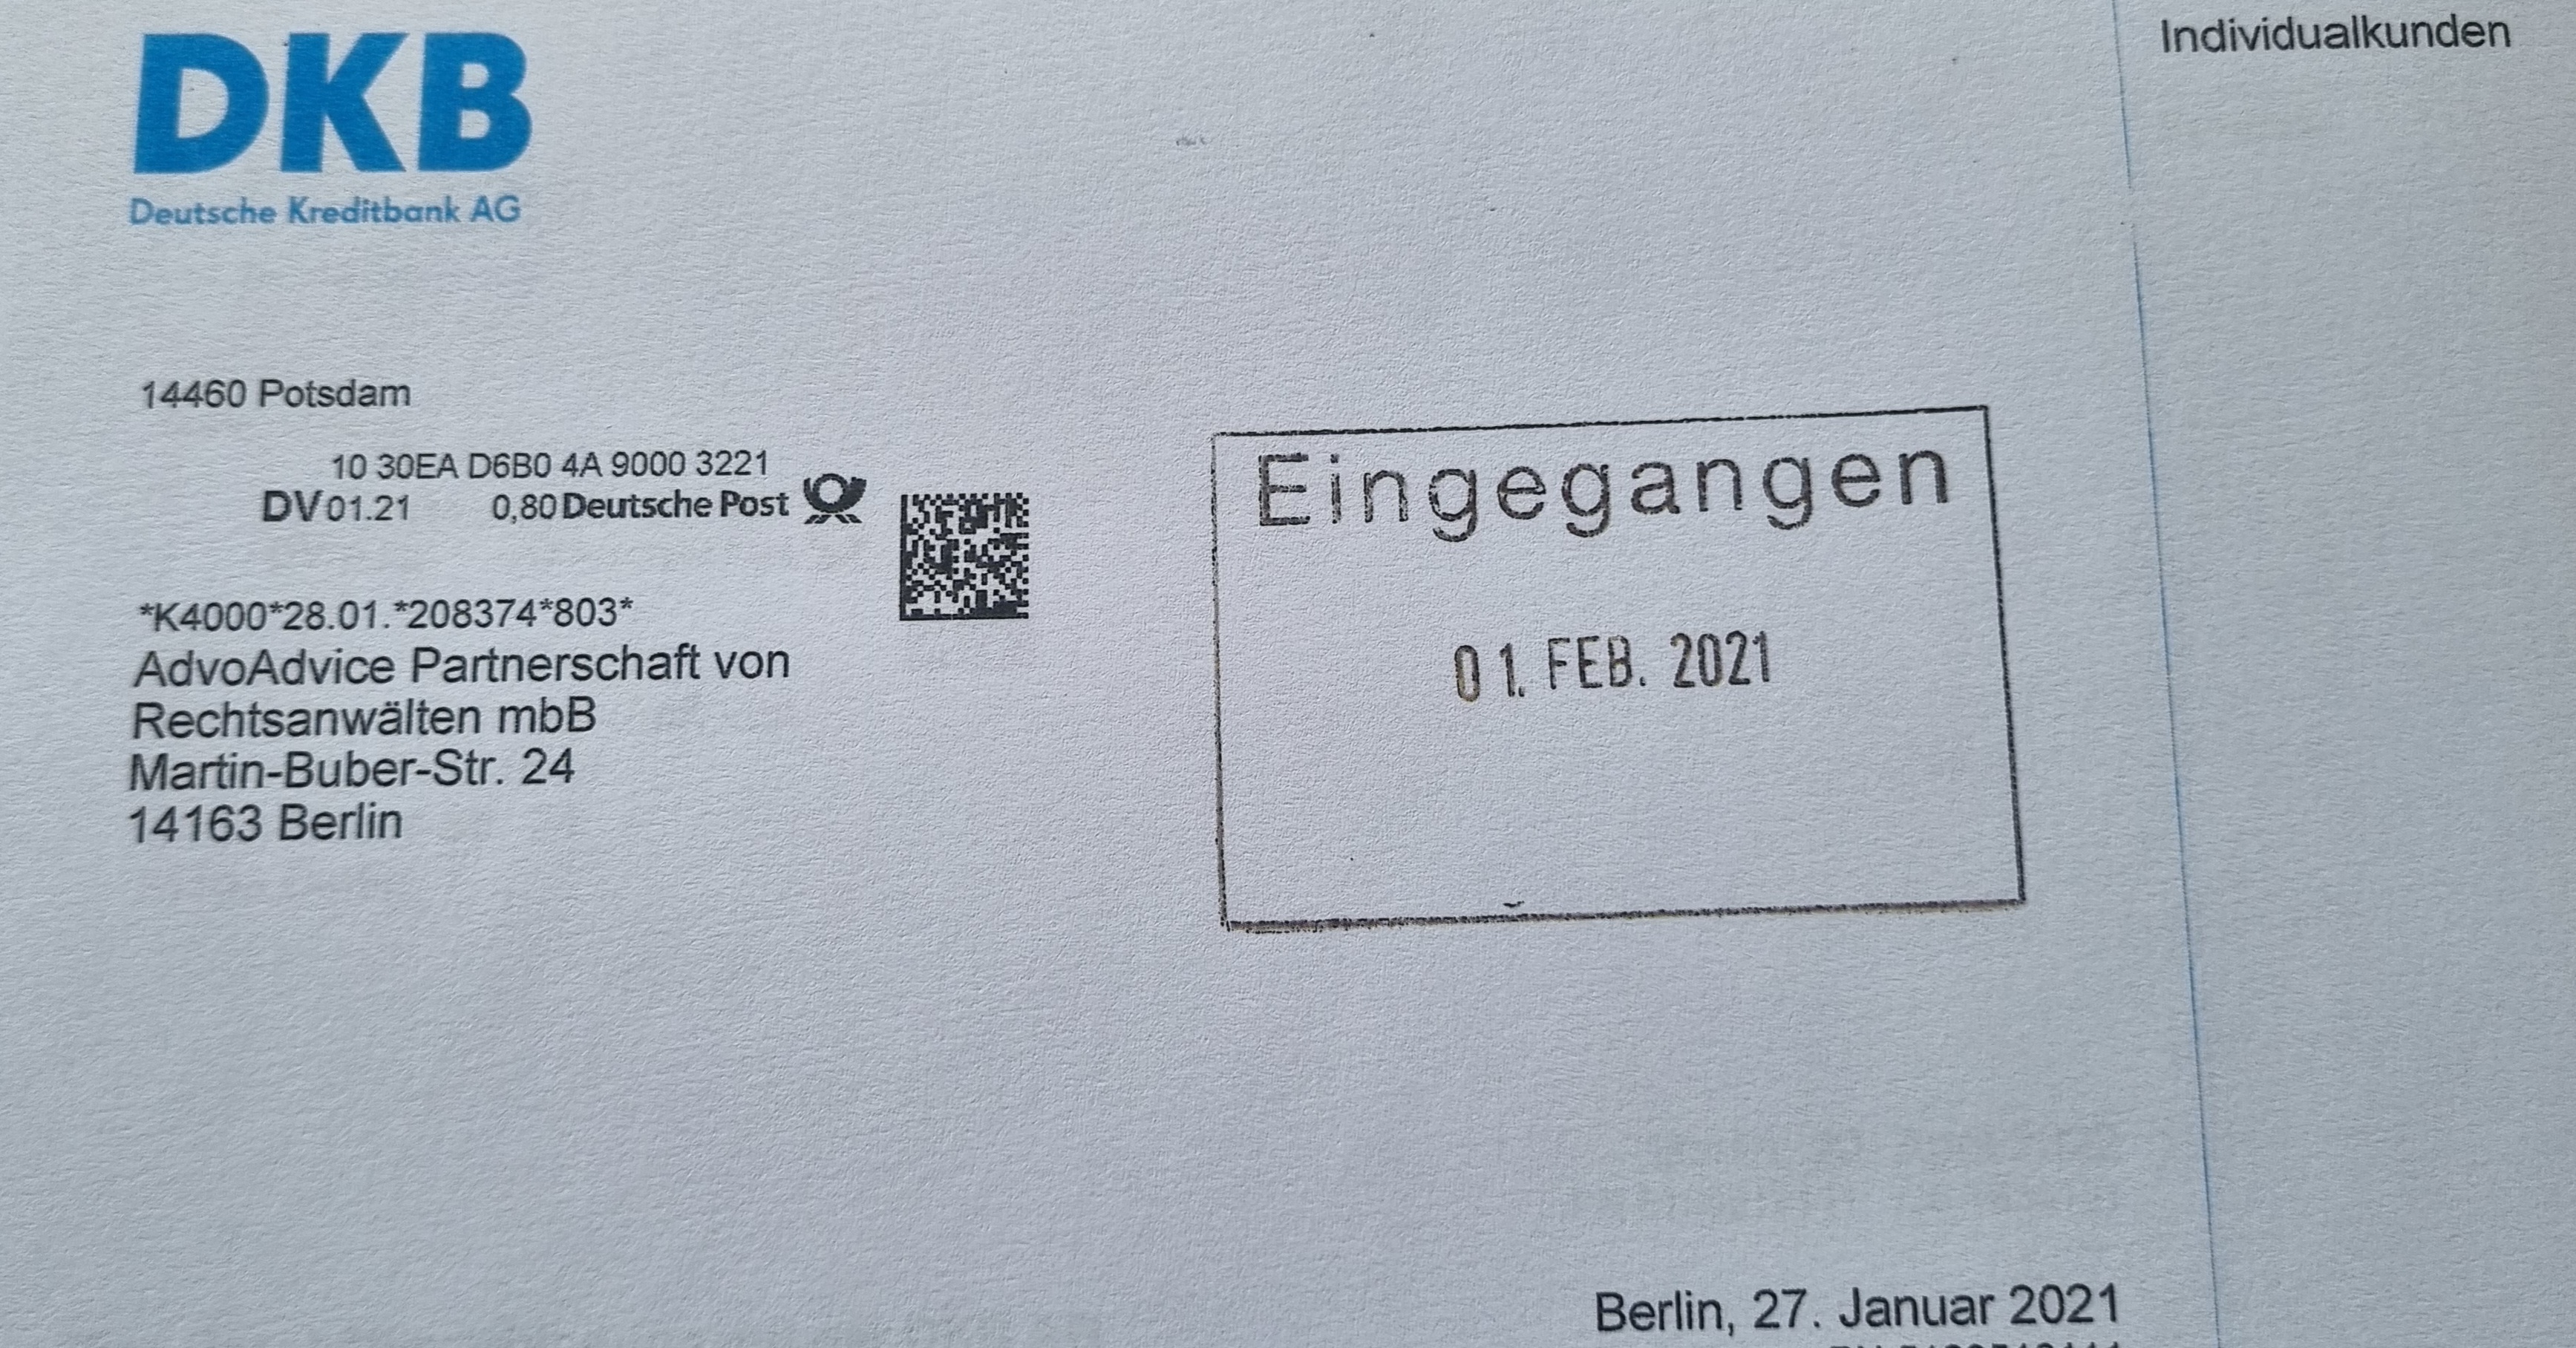 DKB
Deutsche Kreditbank AG
Individualkunden
14460 Potsdam
10 30EA D6B0 4A 9000 3221
DV 01.21 0,80 Deutsche Post
*K4000*28.01.*208374*803*
AdvoAdvice Partnerschaft von
Rechtsanwälten mbB
Martin-Buber-Str. 24
14163 Berlin
Eingegangen
01. FEB. 2021
Berlin, 27. Januar 2021